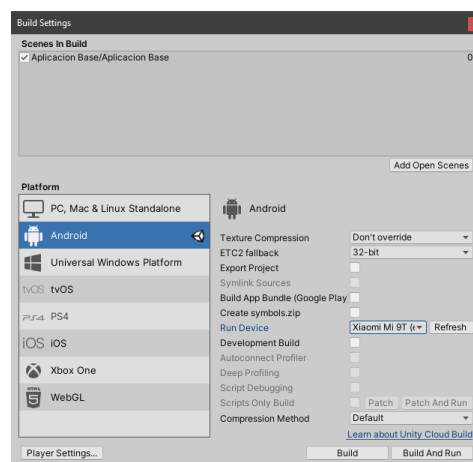 Build Settings
Scenes In Build
Aplicacion Base/Aplicacion Base 0
Add Open Scenes
Platform
PC, Mac & Linux Standalone
Android
Universal Windows Platform
tvOS tvOS
PS4 PS4
iOS iOS
Xbox One
HTML 5 WebGL
Android
Texture Compression Don't override
ETC2 fallback 32-bit
Export Project
Symlink Sources
Build App Bundle (Google Play
Create symbols.zip
Run Device Xiaomi Mi 9T ( Refresh
Development Build
Autoconnect Profiler
Deep Profiling
Script Debugging
Scripts Only Build Patch Patch And Run
Compression Method Default
Learn about Unity Cloud Build
Player Settings... Build Build And Run